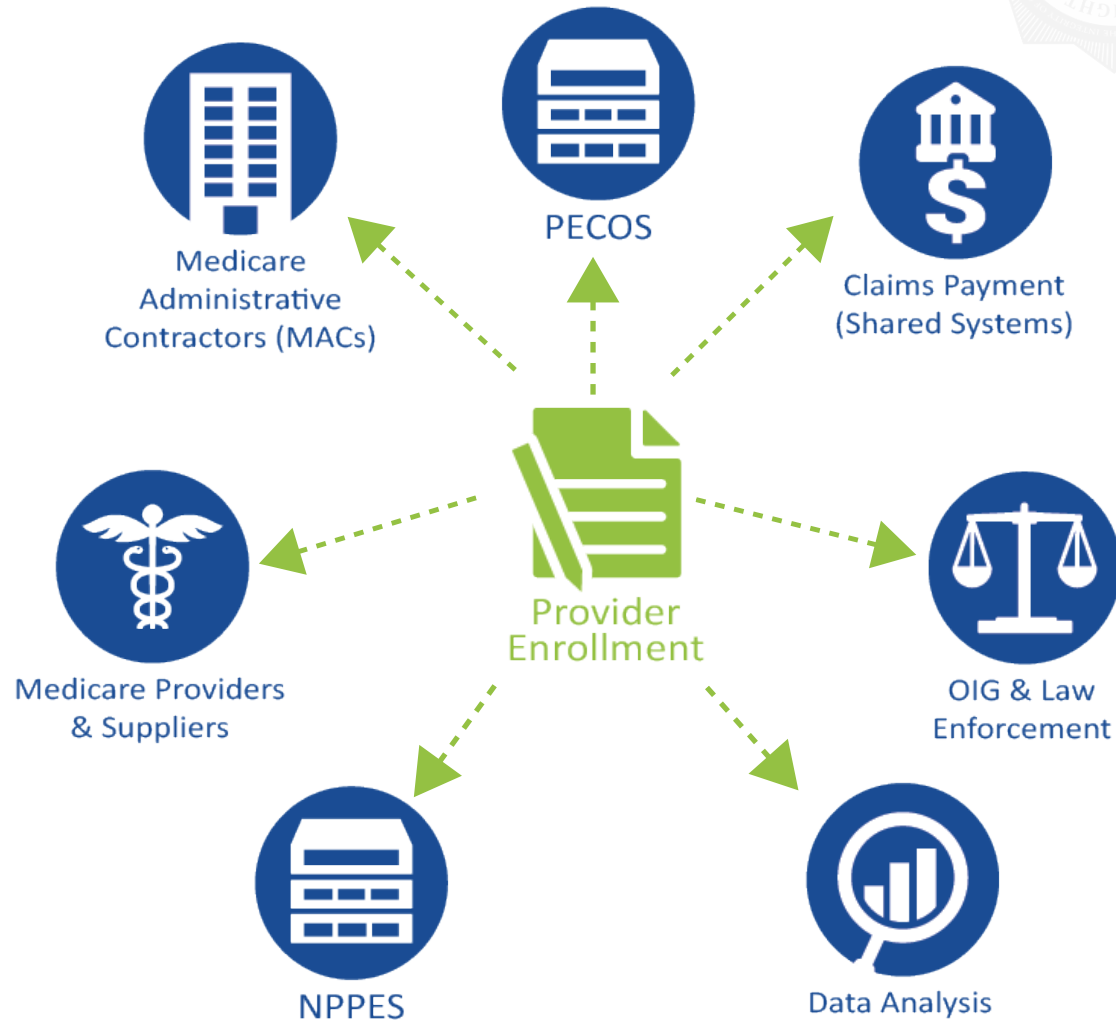 PECOS
Medicare
Administrative
Contractors (MACs)
Claims Payment
(Shared Systems)
Provider
Enrollment
Medicare Providers
& Suppliers
OIG & Law
Enforcement
NPPES
Data Analysis